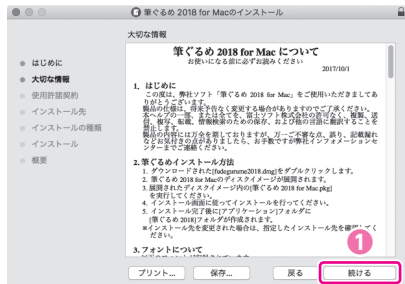 筆ぐるめ 2018 for Macのインストール
大切な情報
はじめに
大切な情報
使用許諾契約
インストール先
インストールの種類
インストール
概要
筆ぐるめ 2018 for Mac について
お使いになる前に必ずお読みください
2017/10/1
1. はじめに
この度は、弊社ソフト「筆ぐるめ 2018 for Mac」をご使用いただきましてあ
りがとうございます。
製品の仕様は、将来予告なく変更する場合がありますのでご了承ください。
本ヘルプの一部、または全てを、富士ソフト株式会社の許可なく、複製、送
信、複写、転載、情報検索のための保存、および他の言語に翻訳することを
禁止します。
製品の内容には万全を期しておりますが、万一ご不審な点、誤り、記載漏れ
などお気付きの点がありましたら、お手数ですが弊社インフォメーションセ
ンターまでご連絡ください。
2. 筆ぐるめインストール方法
1. ダウンロードされた[fudegurume2018.dmg]をダブルクリックします。
2. 筆ぐるめ 2018 for Macのディスクイメージが展開されます。
3. 展開されたディスクイメージ内の[筆ぐるめ 2018 for Mac.pkg]
を実行してください。
4. インストール画面に従ってインストールを行ってください。
5. インストール完了後に[アプリケーション]フォルダに
[筆ぐるめ 2018]フォルダが作成されます。
※インストール先を変更された場合は、指定したインストール先を確認してく
ださい。
3. フォントについて
1
プリント...
保存...
戻る
続ける